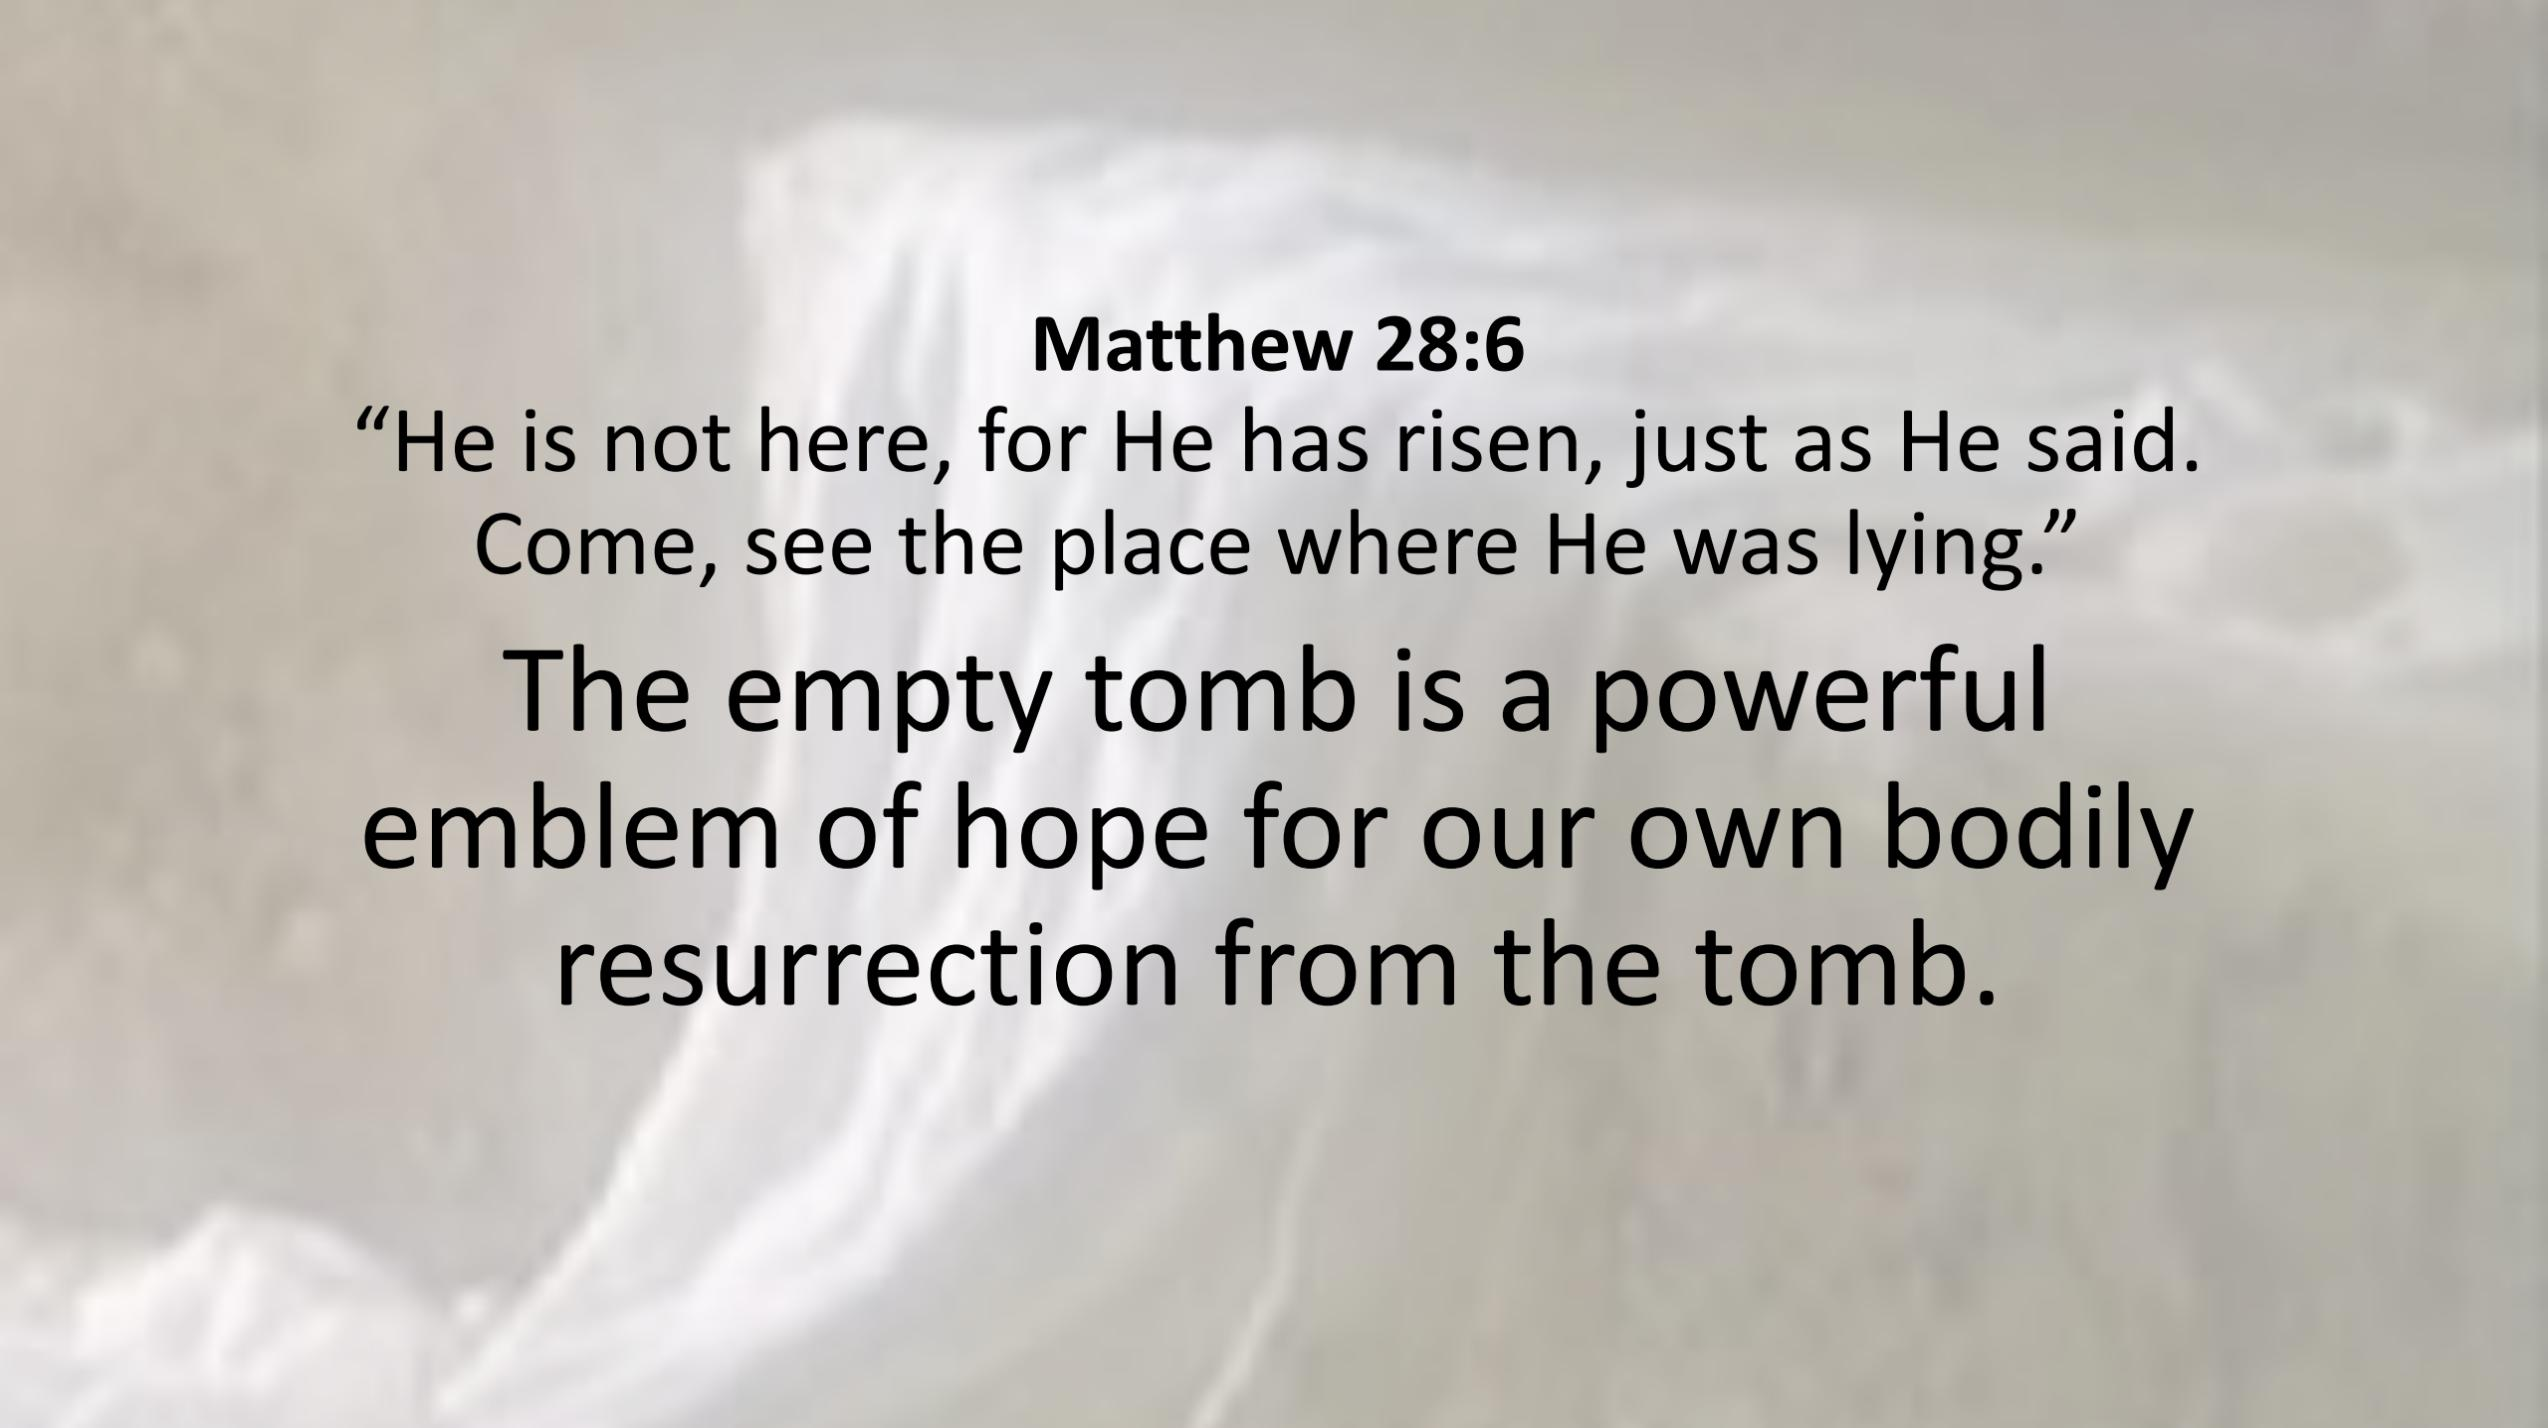 Matthew 28:6
“He is not here, for He has risen, just as He said.
Come, see the place where He was lying.”
The empty tomb is a powerful
emblem of hope for our own bodily
resurrection from the tomb.